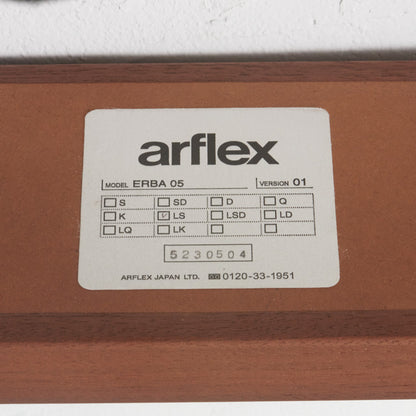 arflex
MODEL ERBA 05 VERSION 01
S SD D Q
K LS LSD LD
LQ LK
5230504
ARFLEX JAPAN LTD. 0120-33-1951